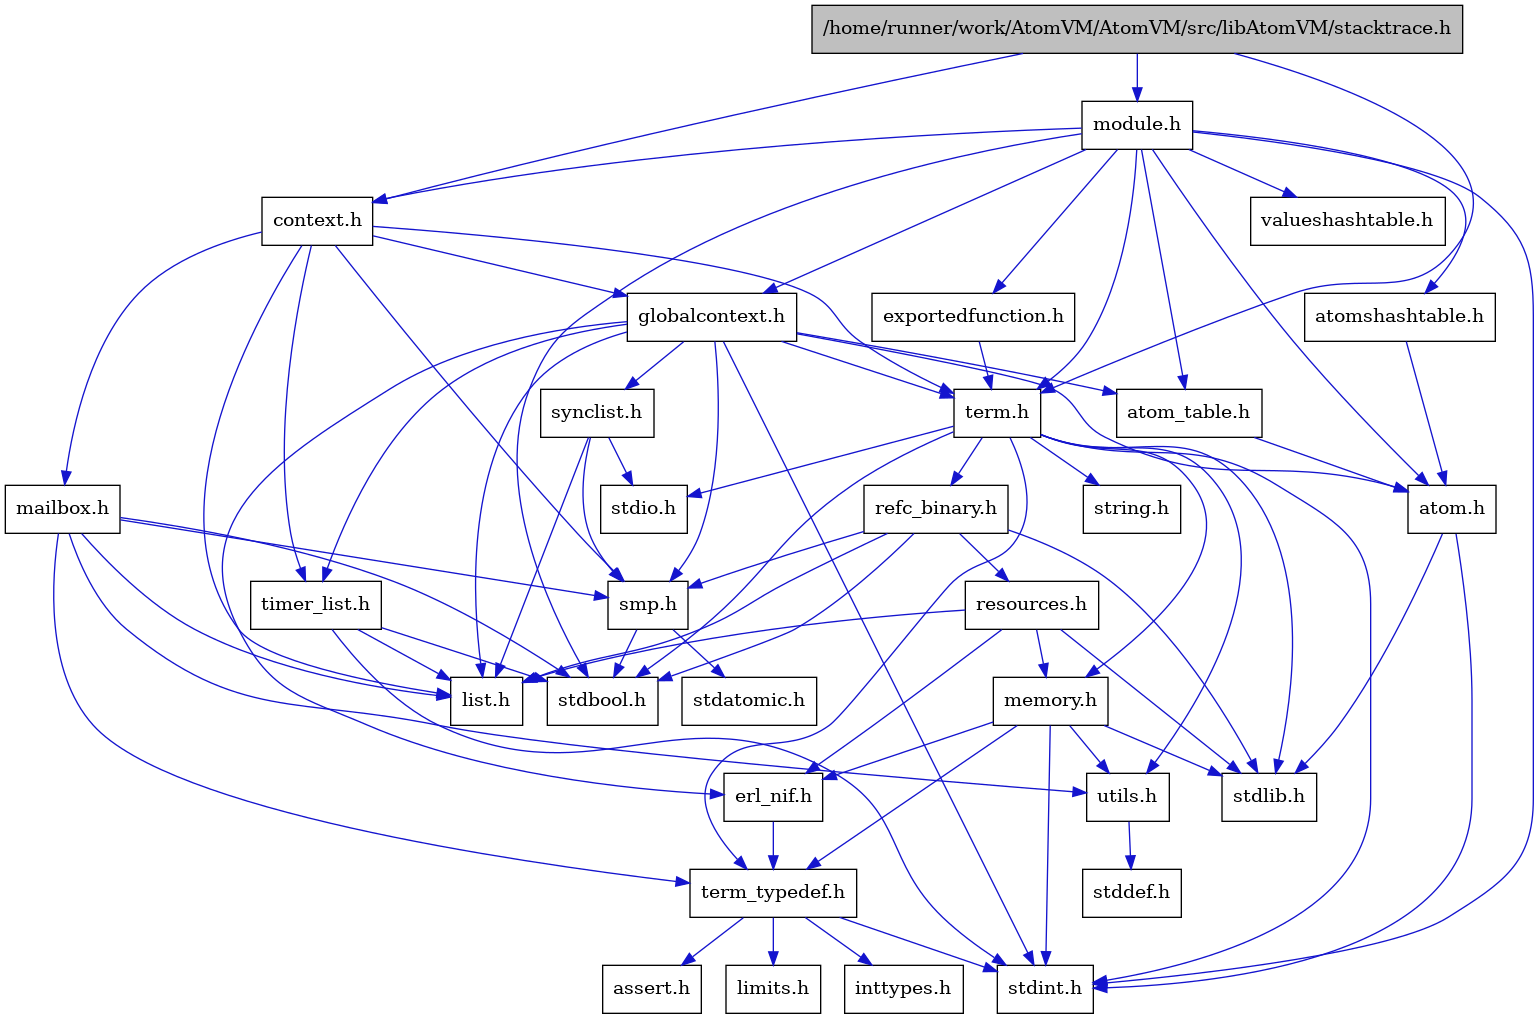 /home/runner/work/AtomVM/AtomVM/src/libAtomVM/stacktrace.h
module.h
context.h
valueshashtable.h
globalcontext.h
exportedfunction.h
atomshashtable.h
synclist.h
term.h
atom_table.h
mailbox.h
stdio.h
refc_binary.h
string.h
atom.h
timer_list.h
smp.h
resources.h
list.h
stdbool.h
stdatomic.h
memory.h
erl_nif.h
utils.h
stdlib.h
term_typedef.h
stddef.h
assert.h
limits.h
inttypes.h
stdint.h